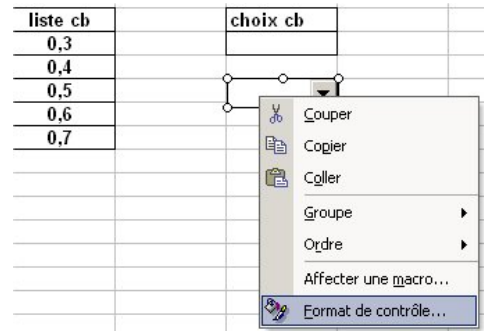 liste cb
choix cb
0,3
0,4
0,5
0,6
0,7
Couper
Copier
Coller
Groupe
Ordre
Affecter une macro...
Format de contrôle...